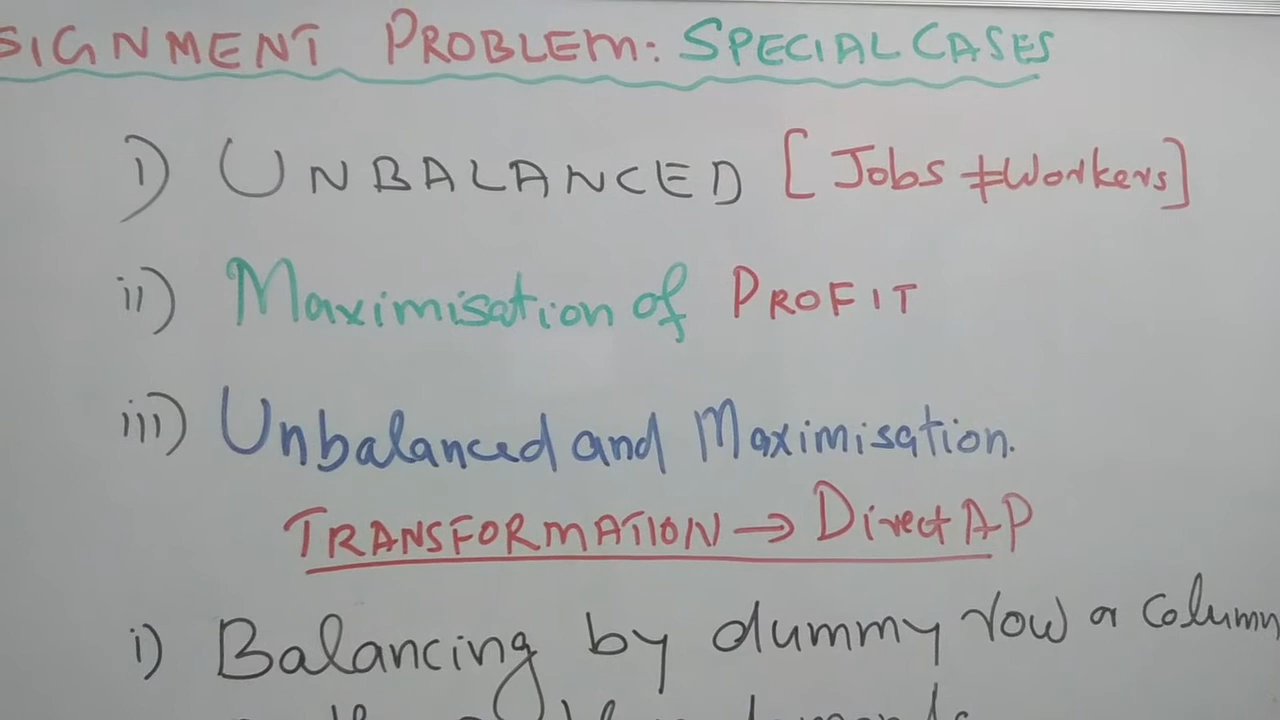 SIGNMENT PROBLEM: SPECIAL CASES
i) UNBALANCED [Jobs ≠ Workers]
ii) Maximisation of PROFIT
iii) Unbalanced and Maximisation.
TRANSFORMATION → Direct AP
i) Balancing by dummy row or column